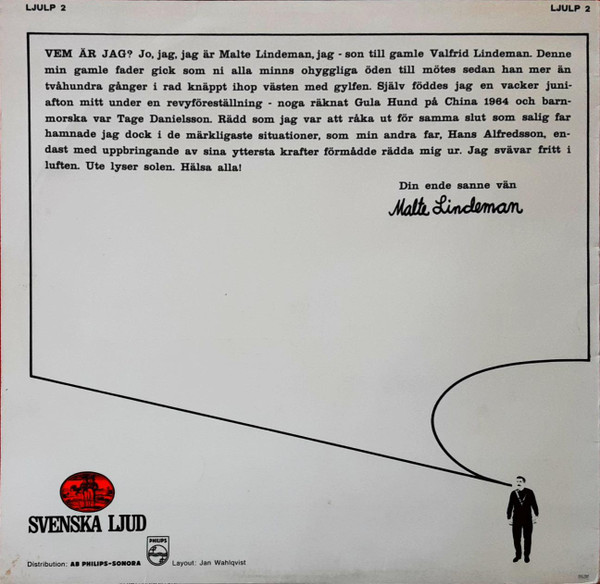 LJULP 2 LJULP 2
VEM ÄR JAG? Jo, jag, jag är Malte Lindeman, jag - son till gamle Valfrid Lindeman. Denne
min gamle fader gick som ni alla minns ohyggliga öden till mötes sedan han mer än
tvåhundra gånger i rad knäppt ihop västen med gylfen. Själv föddes jag en vacker juni-
afton mitt under en revyföreställning - noga räknat Gula Hund på China 1964 och barn-
morska var Tage Danielsson. Rädd som jag var att råka ut för samma slut som salig far
hamnade jag dock i de märkligaste situationer, som min andra far, Hans Alfredsson, en-
dast med uppbringande av sina yttersta krafter förmådde rädda mig ur. Jag svävar fritt i
luften. Ute lyser solen. Hälsa alla!
Din ende sanne vän
Malte Lindeman
SVENSKA LJUD
PHILIPS
Distribution: AB PHILIPS-SONORA Layout: Jan Wahlqvist